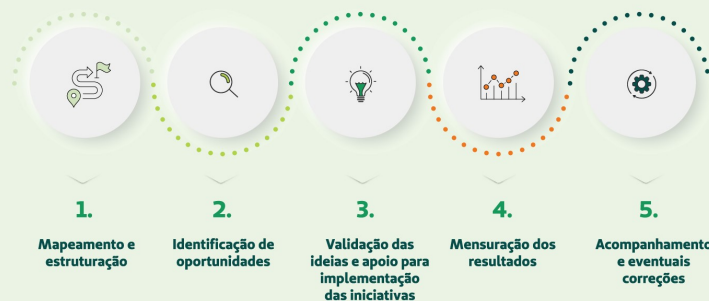 1.
Mapeamento e
estruturação
2.
Identificação de
oportunidades
3.
Validação das
ideias e apoio para
implementação
das iniciativas
4.
Mensuração dos
resultados
5.
Acompanhamento
e eventuais
correções